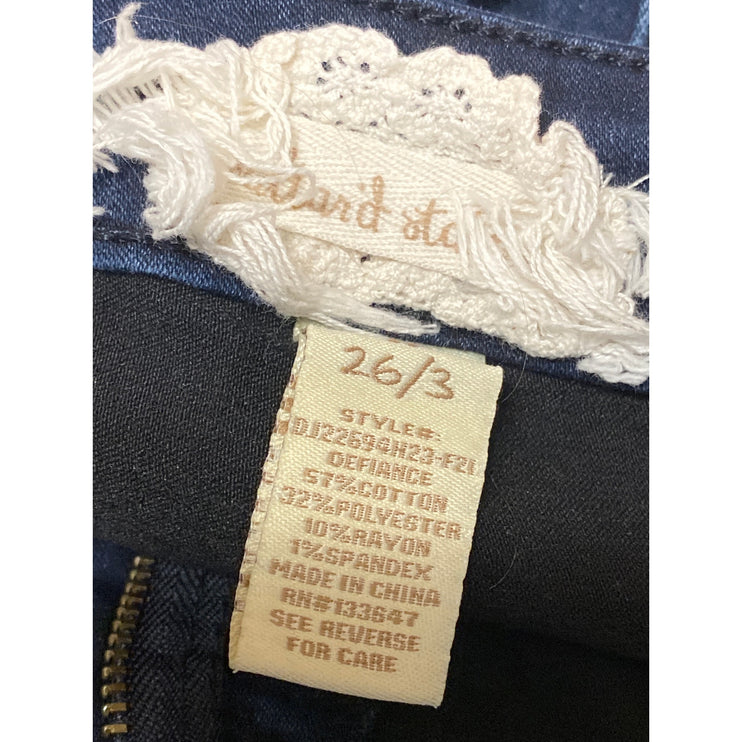 26/3
STYLE#:
DJ22694H23-F21
DEFIANCE
57%COTTON
32%POLYESTER
10%RAYON
1%SPANDEX
MADE IN CHINA
RN#133647
SEE REVERSE
FOR CARE